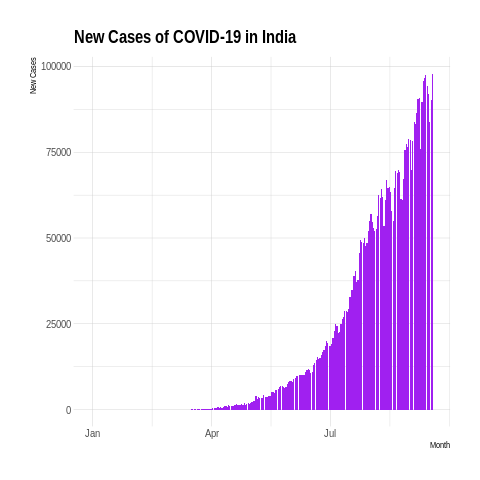 New Cases of COVID-19 in India
New Cases
100000
75000
50000
25000
0
Jan Apr Jul
Month